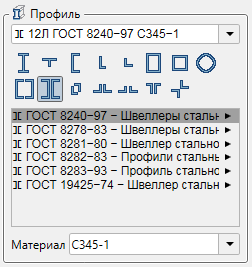 Профиль
12Л ГОСТ 8240-97 С345-1
ГОСТ 8240-97 - Швеллеры стальн
ГОСТ 8278-83 - Швеллеры стальн
ГОСТ 8281-80 - Швеллер стально
ГОСТ 8282-83 - Профили стальнь
ГОСТ 8283-93 - Профиль стально
ГОСТ 19425-74 - Швеллер стальн
Материал С345-1